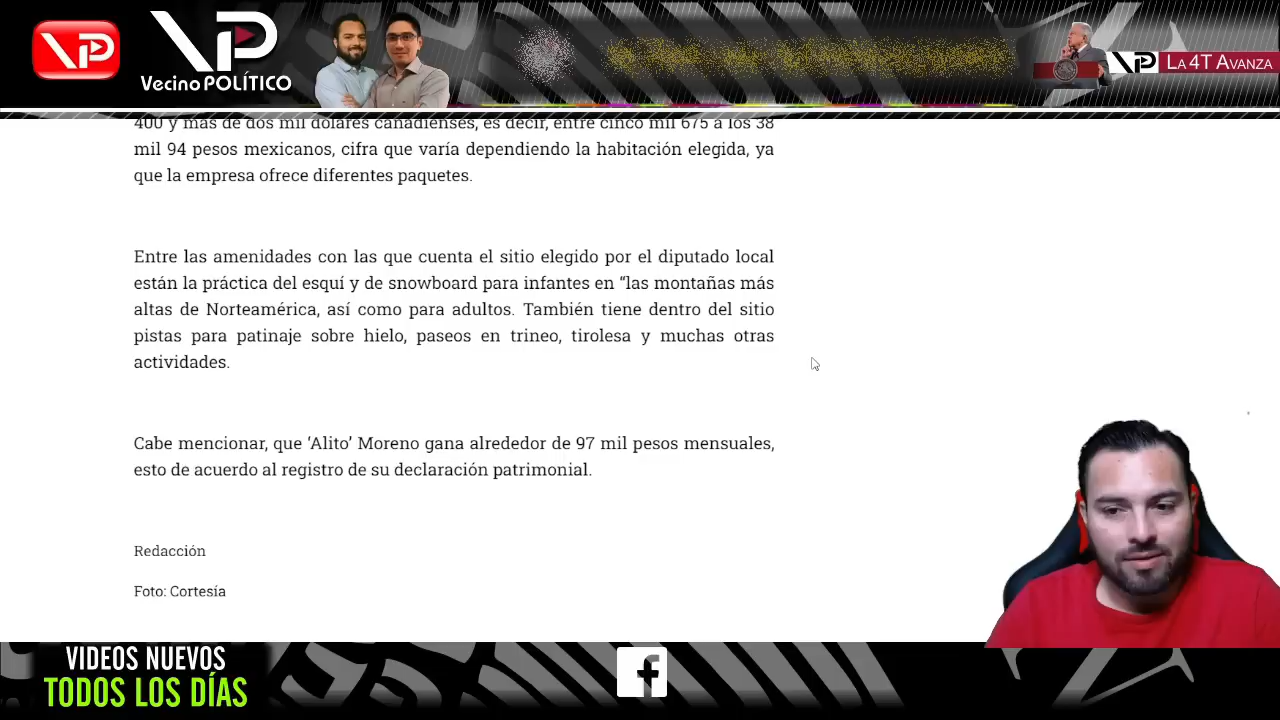 VP
VP
Vecino POLÍTICO
VP
LA 4T AVANZA
400 y más de dos mil dólares canadienses, es decir, entre cinco mil 675 a los 38
mil 94 pesos mexicanos, cifra que varía dependiendo la habitación elegida, ya
que la empresa ofrece diferentes paquetes.
Entre las amenidades con las que cuenta el sitio elegido por el diputado local
están la práctica del esquí y de snowboard para infantes en “las montañas más
altas de Norteamérica, así como para adultos. También tiene dentro del sitio
pistas para patinaje sobre hielo, paseos en trineo, tirolesa y muchas otras
actividades.
Cabe mencionar, que ‘Alito’ Moreno gana alrededor de 97 mil pesos mensuales,
esto de acuerdo al registro de su declaración patrimonial.
Redacción
Foto: Cortesía
VIDEOS NUEVOS
TODOS LOS DÍAS